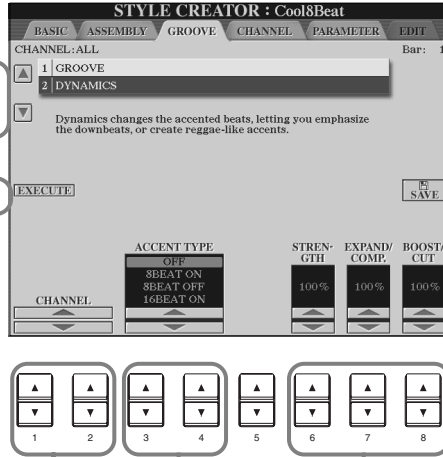 STYLE CREATOR : Cool8Beat
BASIC ASSEMBLY GROOVE CHANNEL PARAMETER EDIT
CHANNEL:ALL Bar: 1
1 GROOVE
2 DYNAMICS
Dynamics changes the accented beats, letting you emphasize
the downbeats, or create reggae-like accents.
EXECUTE
SAVE
ACCENT TYPE STREN- EXPAND/ BOOST/
GTH COMP. CUT
OFF
8BEAT ON 100% 100% 100%
8BEAT OFF
16BEAT ON
CHANNEL
1 2 3 4 5 6 7 8